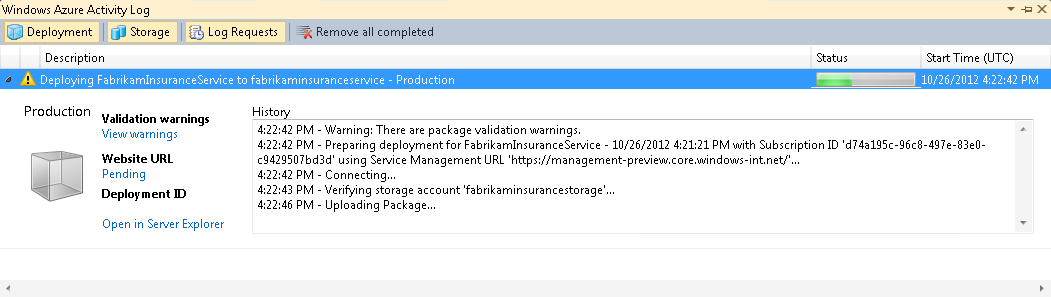 Windows Azure Activity Log
Deployment Storage Log Requests Remove all completed
Description Status Start Time (UTC)
Deploying FabrikamInsuranceService to fabrikaminsuranceservice - Production 10/26/2012 4:22:42 PM
Production
Validation warnings
View warnings
Website URL
Pending
Deployment ID
Open in Server Explorer
History
4:22:42 PM - Warning: There are package validation warnings.
4:22:42 PM - Preparing deployment for FabrikamInsuranceService - 10/26/2012 4:21:21 PM with Subscription ID 'd74a195c-96c8-497e-83e0-
c9429507bd3d' using Service Management URL 'https://management-preview.core.windows-int.net/'...
4:22:42 PM - Connecting...
4:22:43 PM - Verifying storage account 'fabrikaminsurancestorage'...
4:22:46 PM - Uploading Package...